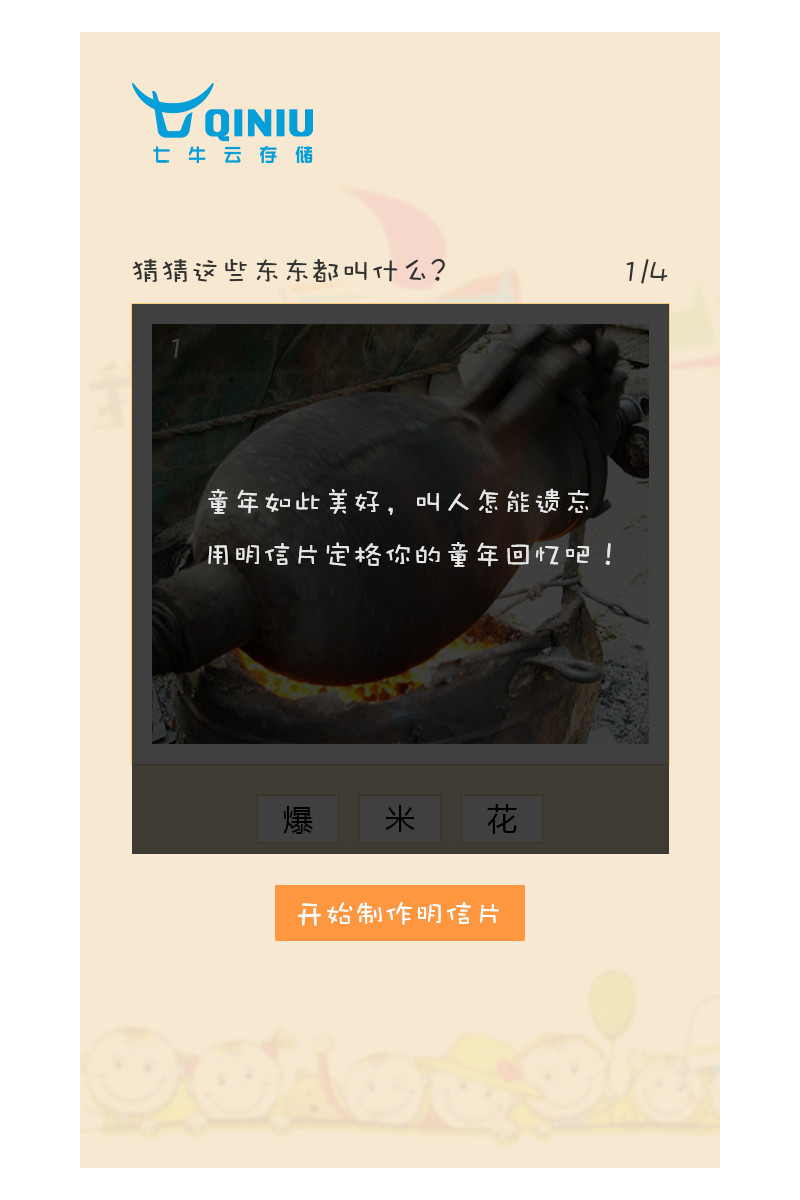 QINIU
七牛云存储
猜猜这些东东都叫什么?
1/4
1
童年如此美好，叫人怎能遗忘
用明信片定格你的童年回忆吧！
爆 米 花
开始制作明信片